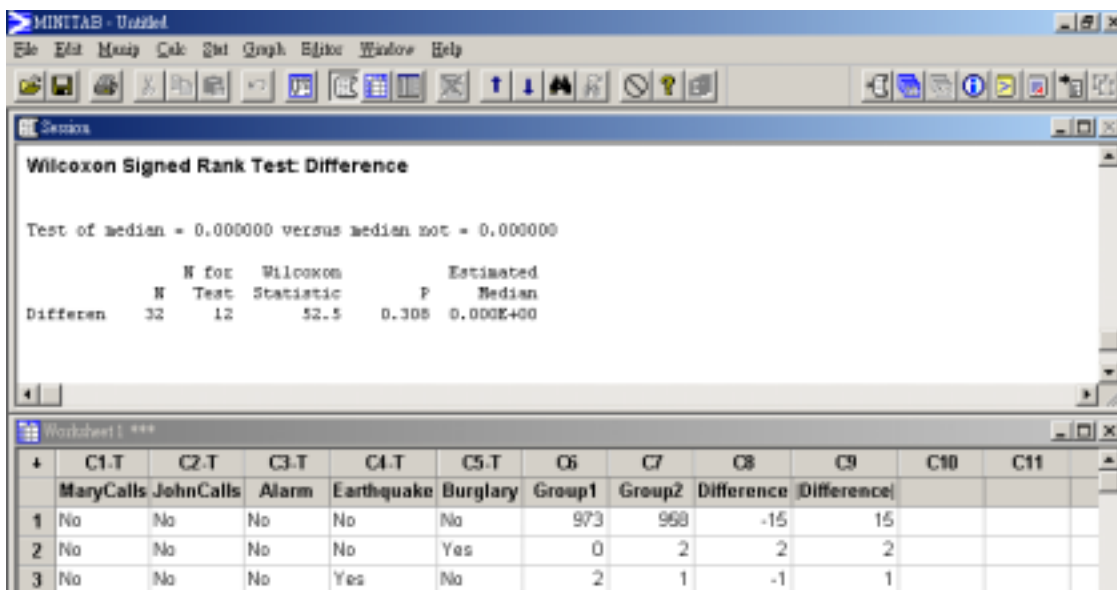 MINITAB - Untitled
File Edit Manip Calc Stat Graph Editor Window Help
Session
Wilcoxon Signed Rank Test: Difference
Test of median = 0.000000 versus median not = 0.000000
N for Wilcoxon Estimated
N Test Statistic P Median
Differen 32 12 52.5 0.308 0.000E+00
Worksheet 1 ***
↓ C1-T C2-T C3-T C4-T C5-T C6 C7 C8 C9 C10 C11
MaryCalls JohnCalls Alarm Earthquake Burglary Group1 Group2 Difference |Difference|
1 No No No No No 973 958 -15 15
2 No No No No Yes 0 2 2 2
3 No No No Yes No 2 1 -1 1